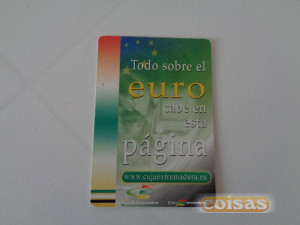 Todo sobre el
euro
cabe en
esta
página
www.cajaextremadura.es
coisas